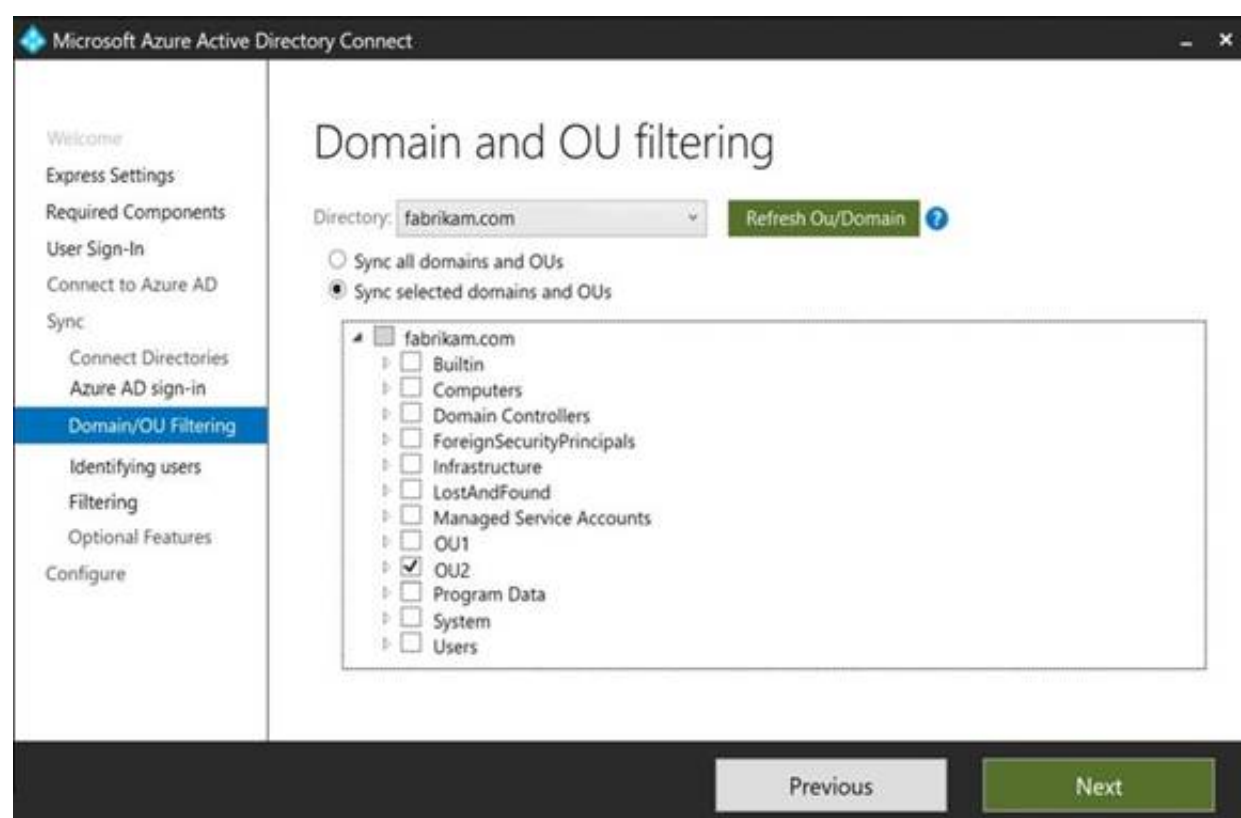 Microsoft Azure Active Directory Connect
Welcome
Express Settings
Required Components
User Sign-In
Connect to Azure AD
Sync
Connect Directories
Azure AD sign-in
Domain/OU Filtering
Identifying users
Filtering
Optional Features
Configure
Domain and OU filtering
Directory: fabrikam.com Refresh Ou/Domain ?
Sync all domains and OUs
Sync selected domains and OUs
fabrikam.com
Builtin
Computers
Domain Controllers
ForeignSecurityPrincipals
Infrastructure
LostAndFound
Managed Service Accounts
OU1
OU2
Program Data
System
Users
Previous Next